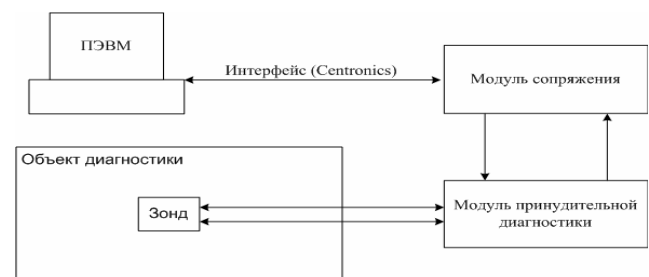 ПЭВМ
Интерфейс (Centronics)
Модуль сопряжения
Объект диагностики
Зонд
Модуль принудительной
диагностики